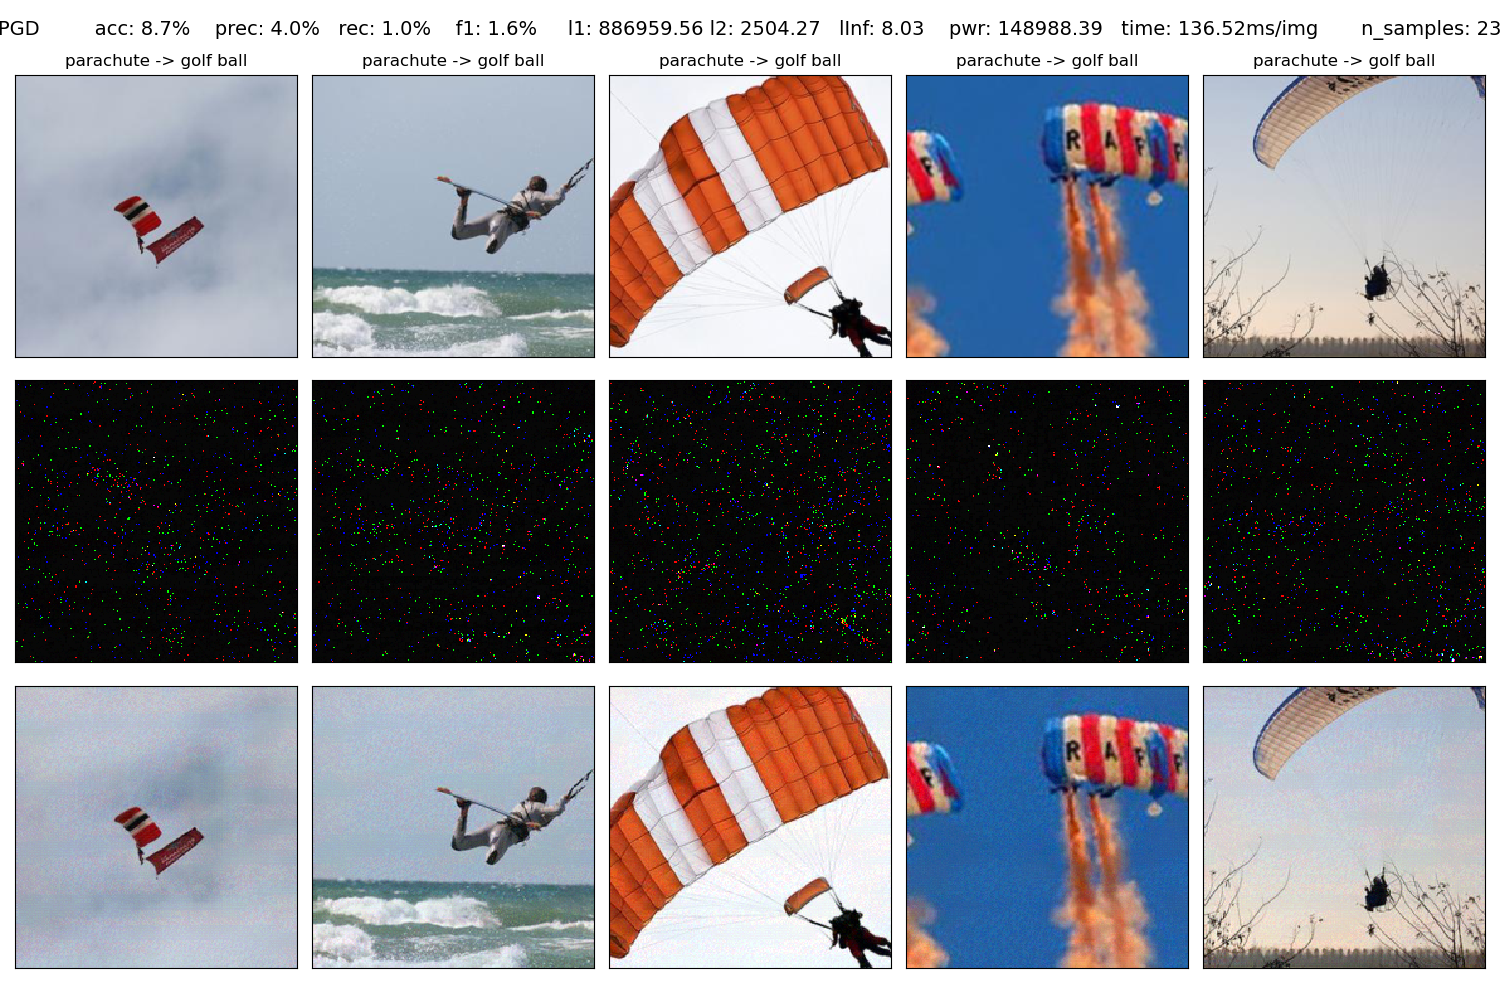 PGD acc: 8.7% prec: 4.0% rec: 1.0% f1: 1.6% l1: 886959.56 l2: 2504.27 lInf: 8.03 pwr: 148988.39 time: 136.52ms/img n_samples: 23
parachute -> golf ball parachute -> golf ball parachute -> golf ball parachute -> golf ball parachute -> golf ball
F R A F F
F R A F F